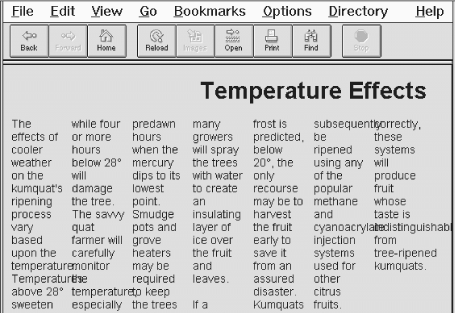 File Edit View Go Bookmarks Options Directory Help
Back Forward Home Reload Images Open Print Find Stop
Temperature Effects
The
effects of
cooler
weather
on the
kumquat's
ripening
process
vary
based
upon the
temperature.
Temperatures
above 28°
sweeten
while four
or more
hours
below 28°
will
damage
the tree.
The savvy
quat
farmer will
carefully
monitor
the
temperature,
especially
predawn
hours
when the
mercury
dips to its
lowest
point.
Smudge
pots and
grove
heaters
may be
required
to keep
the trees
many
growers
will spray
the trees
with water
to create
an
insulating
layer of
ice over
the fruit
and
leaves.
If a
frost is
predicted,
below
20°, the
only
recourse
may be to
harvest
the fruit
early to
save it
from an
assured
disaster.
Kumquats
subsequently
be
ripened
using any
of the
popular
methane
and
cyanoacrylate
injection
systems
used for
other
citrus
fruits.
correctly,
these
systems
will
produce
fruit
whose
taste is
indistinguishabl
from
tree-ripened
kumquats.